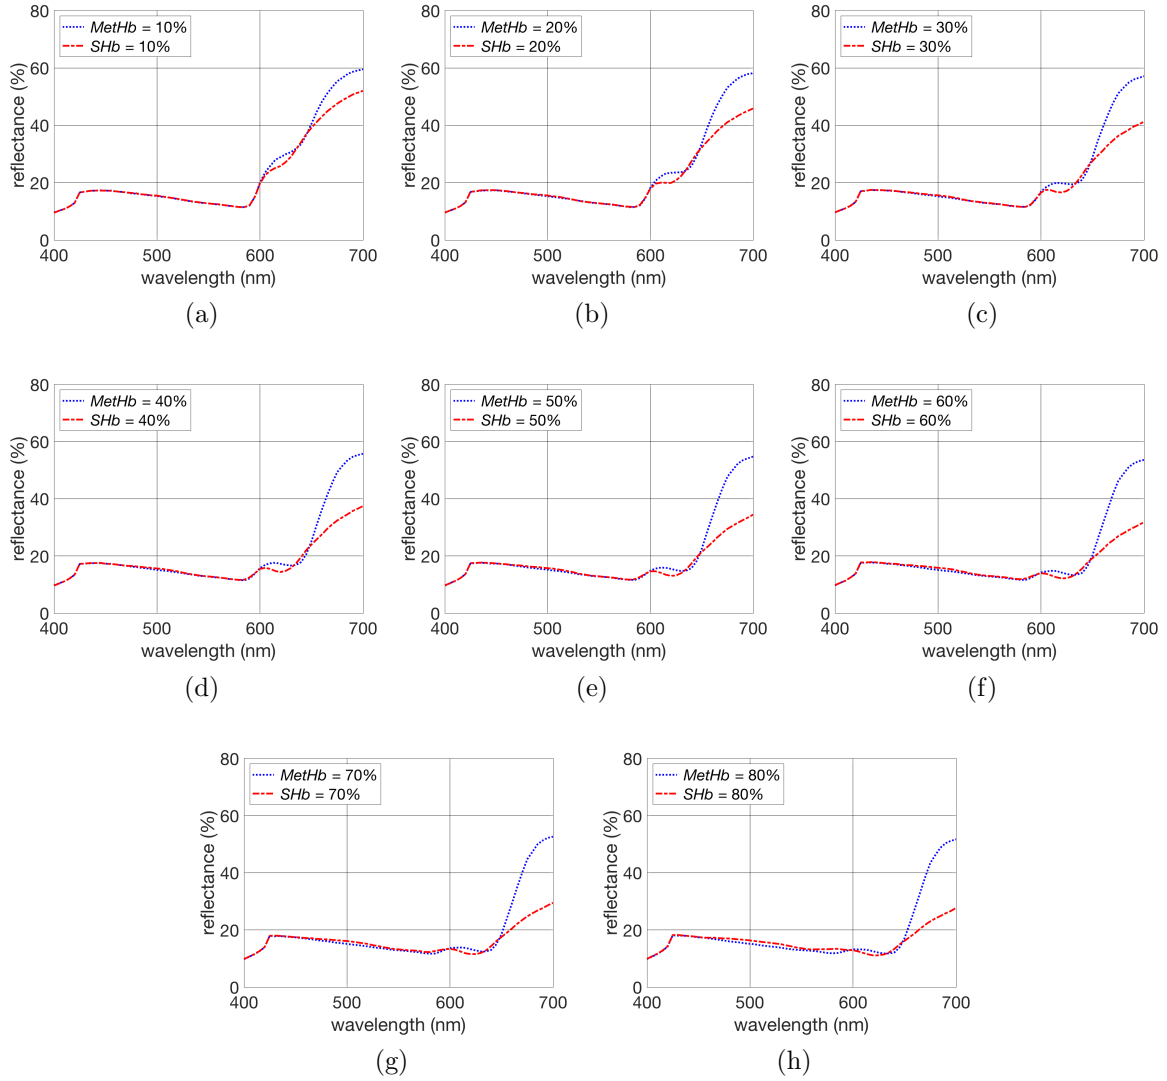 MetHb = 10%
SHb = 10%
80
60
40
20
0
reflectance (%)
400 500 600 700
wavelength (nm)
(a)
MetHb = 20%
SHb = 20%
80
60
40
20
0
reflectance (%)
400 500 600 700
wavelength (nm)
(b)
MetHb = 30%
SHb = 30%
80
60
40
20
0
reflectance (%)
400 500 600 700
wavelength (nm)
(c)
MetHb = 40%
SHb = 40%
80
60
40
20
0
reflectance (%)
400 500 600 700
wavelength (nm)
(d)
MetHb = 50%
SHb = 50%
80
60
40
20
0
reflectance (%)
400 500 600 700
wavelength (nm)
(e)
MetHb = 60%
SHb = 60%
80
60
40
20
0
reflectance (%)
400 500 600 700
wavelength (nm)
(f)
MetHb = 70%
SHb = 70%
80
60
40
20
0
reflectance (%)
400 500 600 700
wavelength (nm)
(g)
MetHb = 80%
SHb = 80%
80
60
40
20
0
reflectance (%)
400 500 600 700
wavelength (nm)
(h)